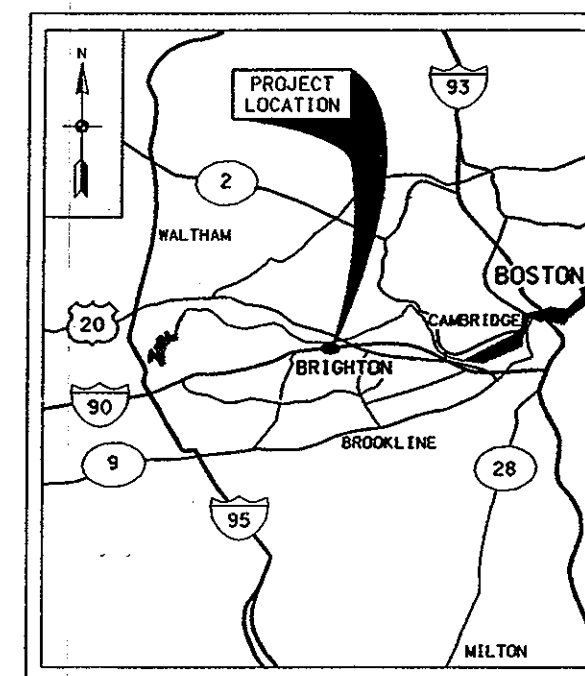 N
PROJECT
LOCATION
93
2
WALTHAM
BOSTON
20
CAMBRIDGE
BRIGHTON
90
BROOKLINE
9
28
95
MILTON